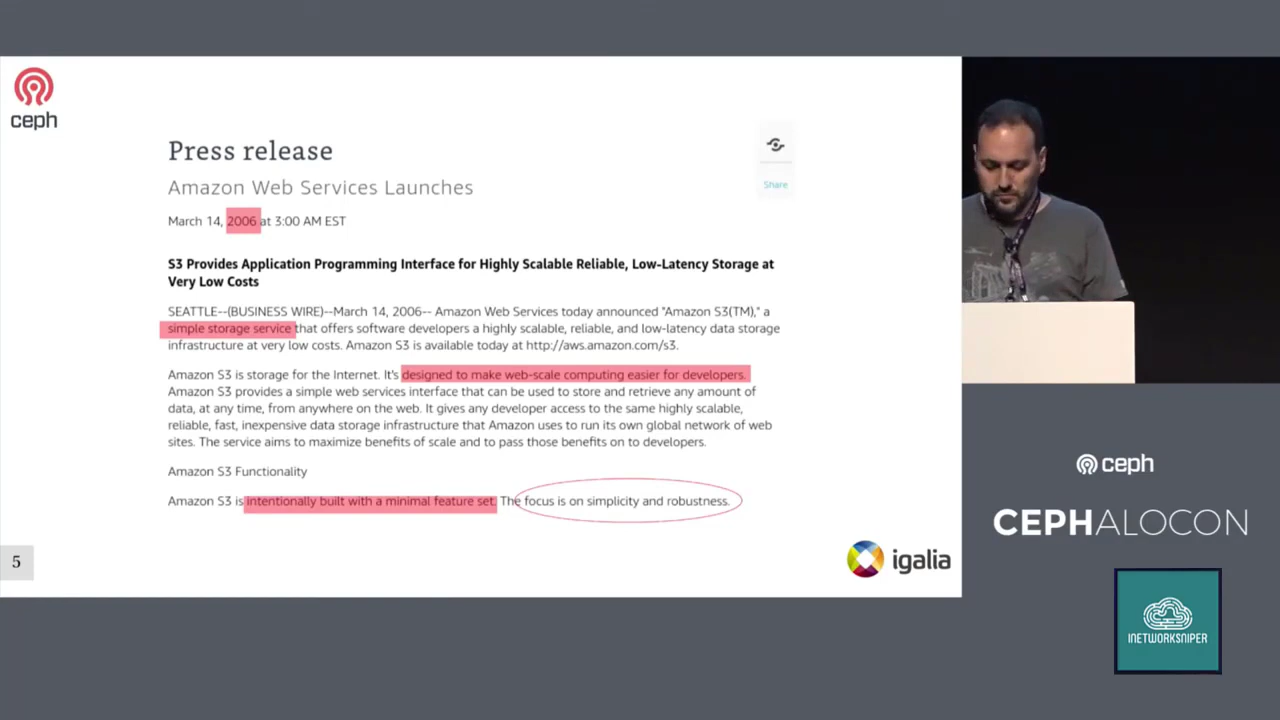 ceph
Press release
Amazon Web Services Launches
Share
March 14, 2006 at 3:00 AM EST
S3 Provides Application Programming Interface for Highly Scalable Reliable, Low-Latency Storage at
Very Low Costs
SEATTLE--(BUSINESS WIRE)--March 14, 2006-- Amazon Web Services today announced "Amazon S3(TM)," a
simple storage service that offers software developers a highly scalable, reliable, and low-latency data storage
infrastructure at very low costs. Amazon S3 is available today at http://aws.amazon.com/s3.
Amazon S3 is storage for the Internet. It's designed to make web-scale computing easier for developers.
Amazon S3 provides a simple web services interface that can be used to store and retrieve any amount of
data, at any time, from anywhere on the web. It gives any developer access to the same highly scalable,
reliable, fast, inexpensive data storage infrastructure that Amazon uses to run its own global network of web
sites. The service aims to maximize benefits of scale and to pass those benefits on to developers.
Amazon S3 Functionality
Amazon S3 is intentionally built with a minimal feature set. The focus is on simplicity and robustness.
5
igalia
ceph
CEPHALOCON
INETWORKSNIPER